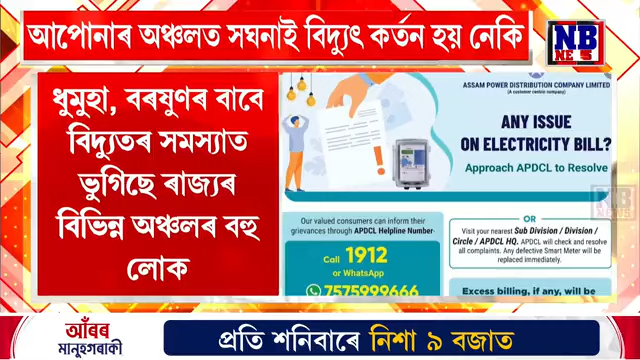 আপোনাৰ অঞ্চলত সঘনাই বিদ্যুৎ কৰ্তন হয় নেকি
NB
NEWS
ধুমুহা, বৰষুণৰ বাবে
বিদ্যুতৰ সমস্যাত
ভুগিছে ৰাজ্যৰ
বিভিন্ন অঞ্চলৰ বহু
লোক
ASSAM POWER DISTRIBUTION COMPANY LIMITED
(A customer centric company)
ANY ISSUE
ON ELECTRICITY BILL?
Approach APDCL to Resolve
NB
NEWS
Our valued consumers can inform their
grievances through APDCL Helpline Number
Call 1912
or WhatsApp
7575999666
OR
Visit your nearest Sub Division / Division /
Circle / APDCL HQ. APDCL will check and resolve
all complaints. Any defective Smart Meter will be
replaced immediately.
Excess billing, if any, will be
আঁৰৰ
মানুহগৰাকী
প্ৰতি শনিবাৰে নিশা ৯ বজাত